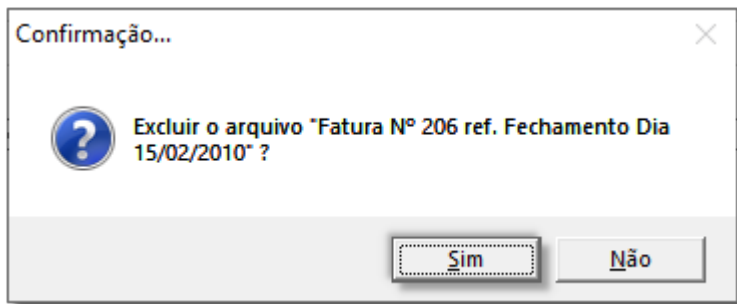 Confirmação...
Excluir o arquivo "Fatura Nº 206 ref. Fechamento Dia
15/02/2010" ?
Sim
Não